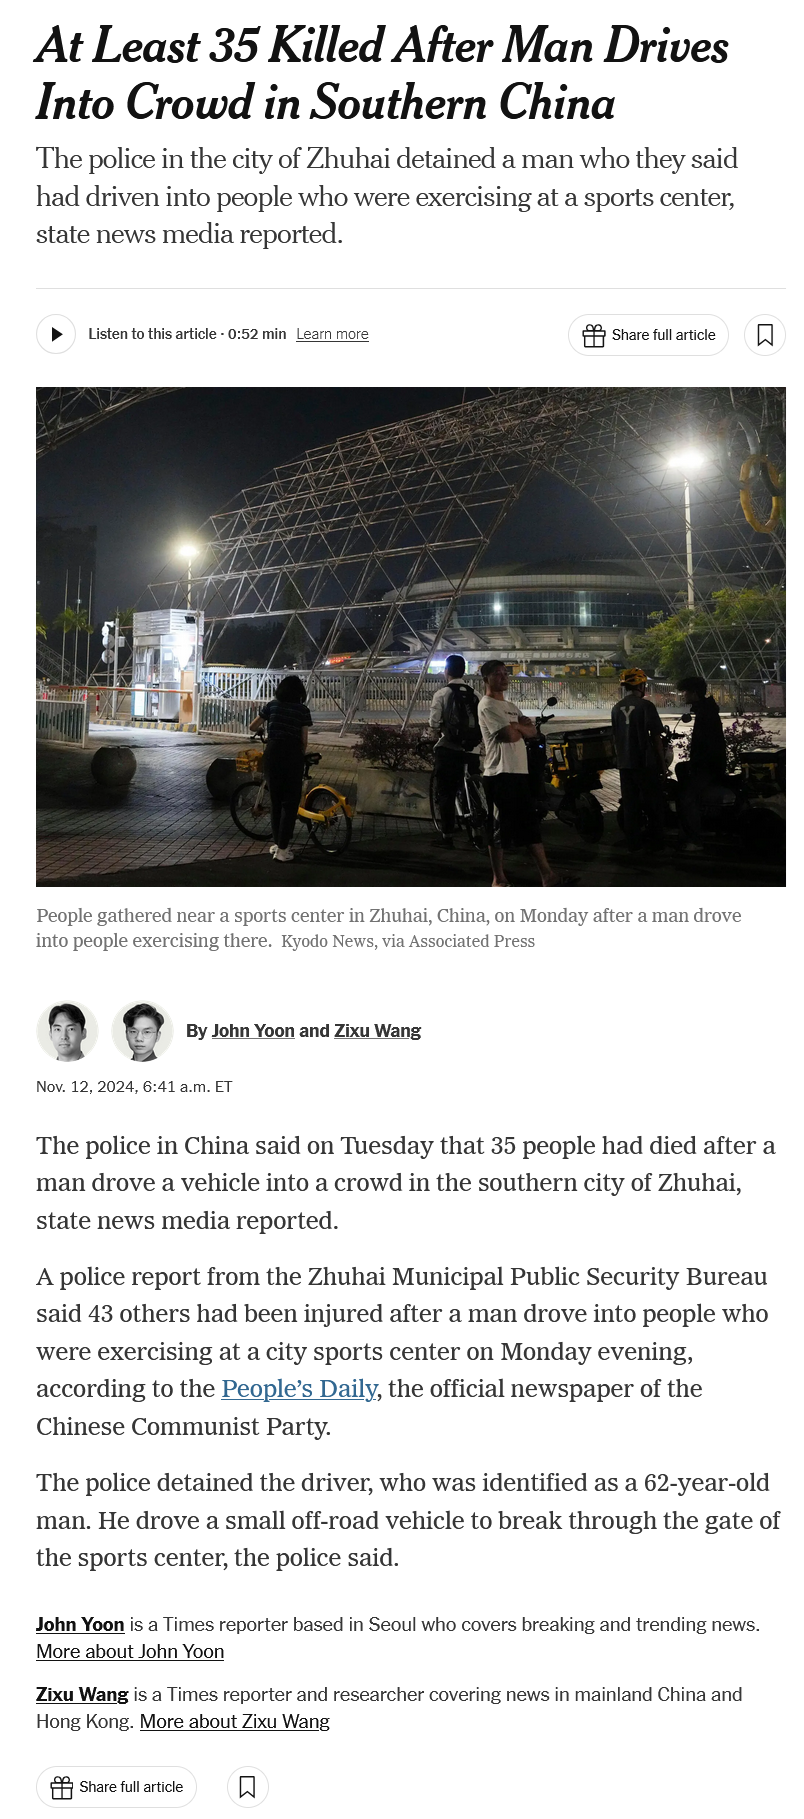 At Least 35 Killed After Man Drives
Into Crowd in Southern China
The police in the city of Zhuhai detained a man who they said
had driven into people who were exercising at a sports center,
state news media reported.
Listen to this article · 0:52 min Learn more
Share full article
Y
People gathered near a sports center in Zhuhai, China, on Monday after a man drove
into people exercising there. Kyodo News, via Associated Press
By John Yoon and Zixu Wang
Nov. 12, 2024, 6:41 a.m. ET
The police in China said on Tuesday that 35 people had died after a
man drove a vehicle into a crowd in the southern city of Zhuhai,
state news media reported.
A police report from the Zhuhai Municipal Public Security Bureau
said 43 others had been injured after a man drove into people who
were exercising at a city sports center on Monday evening,
according to the People’s Daily, the official newspaper of the
Chinese Communist Party.
The police detained the driver, who was identified as a 62-year-old
man. He drove a small off-road vehicle to break through the gate of
the sports center, the police said.
John Yoon is a Times reporter based in Seoul who covers breaking and trending news.
More about John Yoon
Zixu Wang is a Times reporter and researcher covering news in mainland China and
Hong Kong. More about Zixu Wang
Share full article